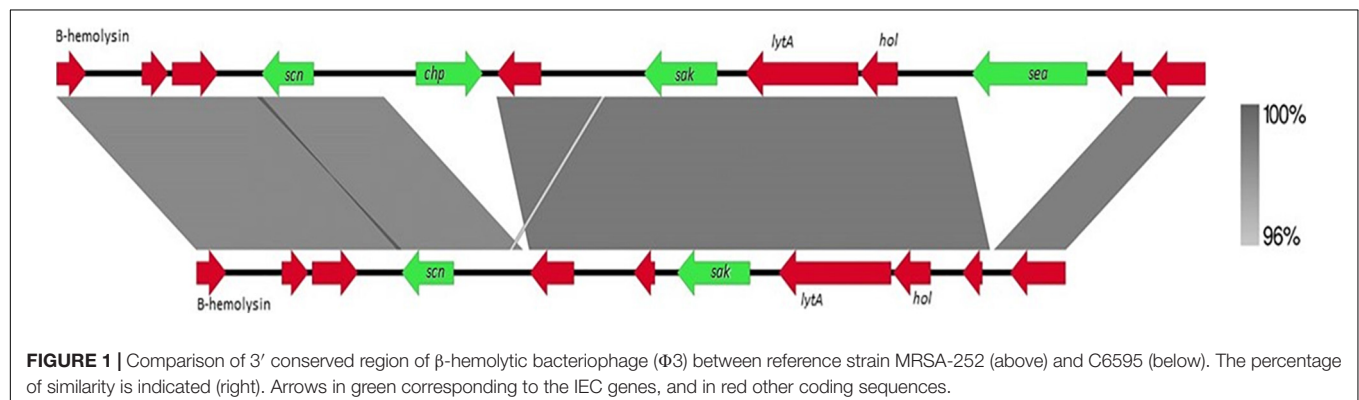 B-hemolysin
lytA
hol
scn
chp
sak
sea
100%
96%
scn
sak
B-hemolysin
lytA
hol
FIGURE 1 | Comparison of 3′ conserved region of β-hemolytic bacteriophage (Φ3) between reference strain MRSA-252 (above) and C6595 (below). The percentage
of similarity is indicated (right). Arrows in green corresponding to the IEC genes, and in red other coding sequences.